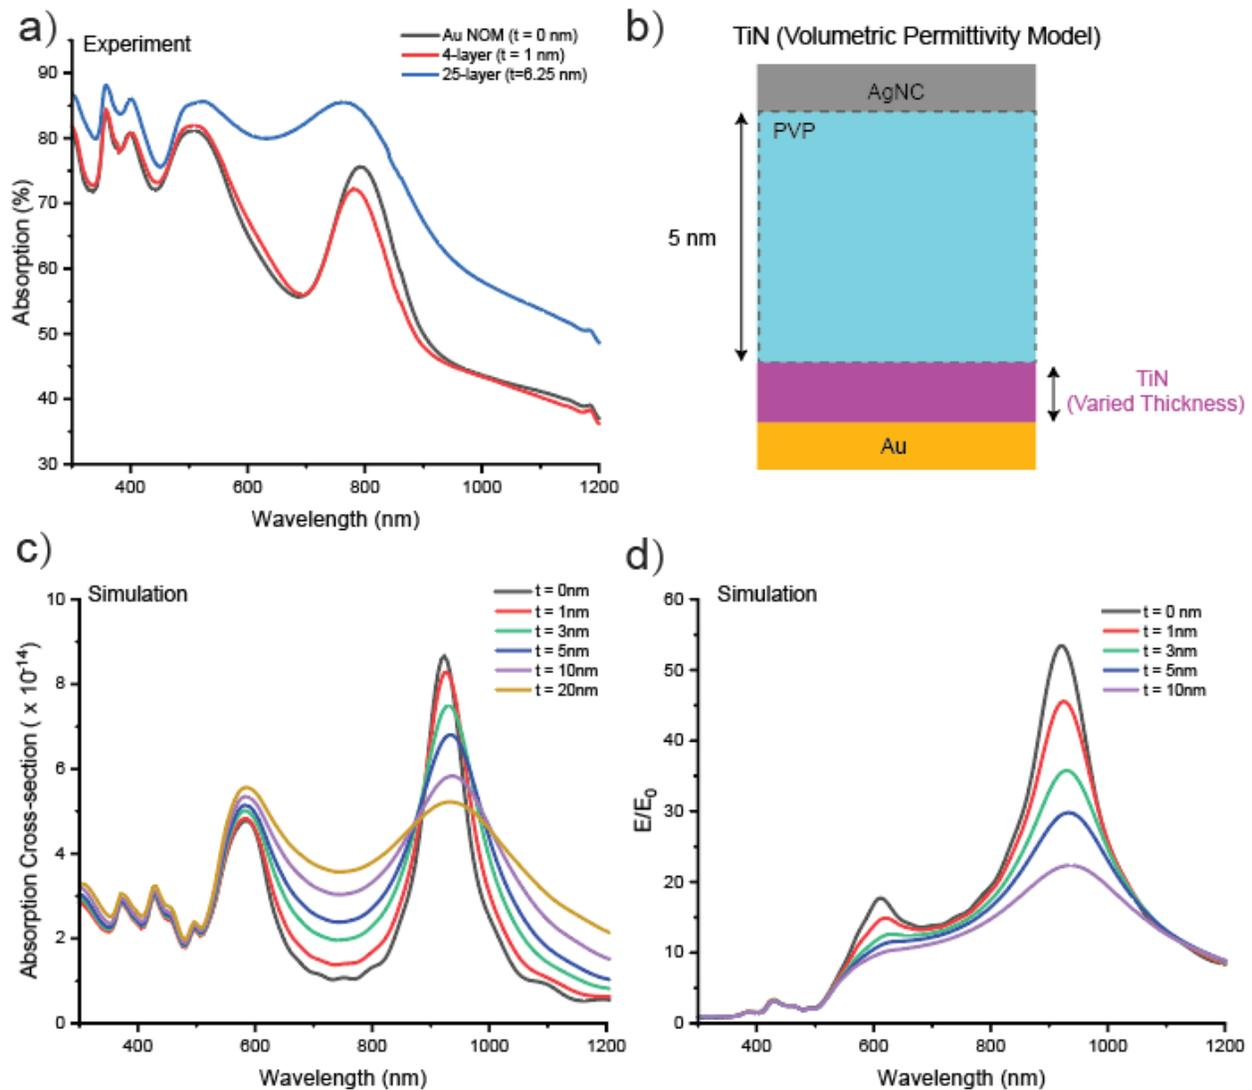 a)
Experiment
Au NOM (t = 0 nm)
4-layer (t = 1 nm)
25-layer (t=6.25 nm)
90
80
70
60
50
40
30
Absorption (%)
400 600 800 1000 1200
Wavelength (nm)
b)
TiN (Volumetric Permittivity Model)
AgNC
PVP
5 nm
TiN
(Varied Thickness)
Au
c)
Simulation
t = 0nm
t = 1nm
t = 3nm
t = 5nm
t = 10nm
t = 20nm
10
8
6
4
2
0
Absorption Cross-section ( x 10⁻¹⁴)
400 600 800 1000 1200
Wavelength (nm)
d)
Simulation
t = 0 nm
t = 1nm
t = 3nm
t = 5nm
t = 10nm
60
50
40
30
20
10
0
E/E₀
400 600 800 1000 1200
Wavelength (nm)